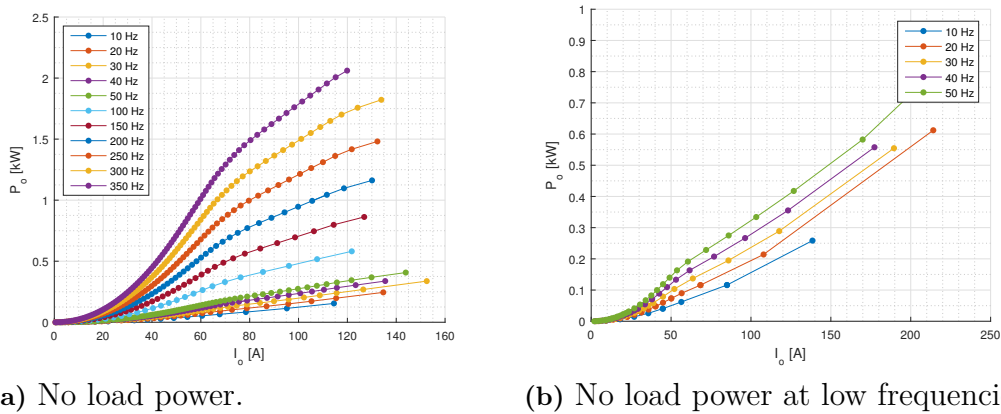 2.5
2
1.5
1
0.5
0
P_o [kW]
0 20 40 60 80 100 120 140 160
I_o [A]
10 Hz
20 Hz
30 Hz
40 Hz
50 Hz
100 Hz
150 Hz
200 Hz
250 Hz
300 Hz
350 Hz
a) No load power.
1
0.9
0.8
0.7
0.6
0.5
0.4
0.3
0.2
0.1
0
P_o [kW]
0 50 100 150 200 250
I_o [A]
10 Hz
20 Hz
30 Hz
40 Hz
50 Hz
(b) No load power at low frequenci